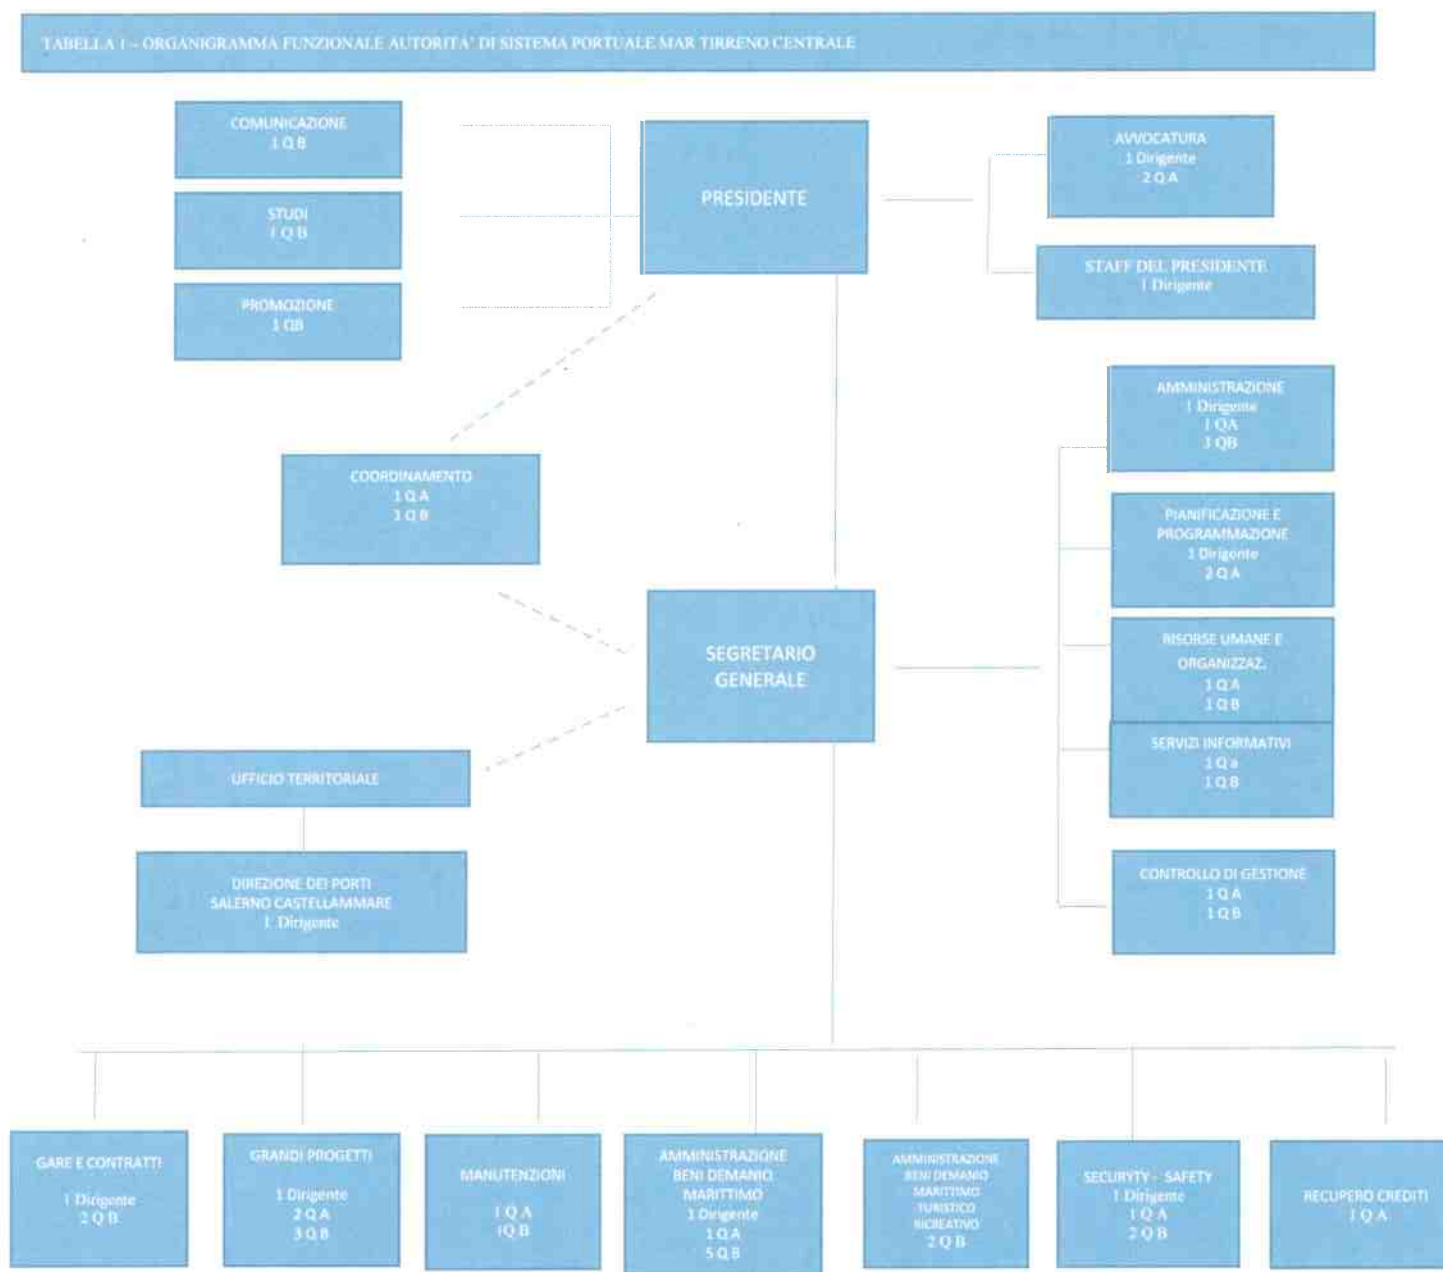 TABELLA 1 – ORGANIGRAMMA FUNZIONALE AUTORITA' DI SISTEMA PORTUALE MAR TIRRENO CENTRALE
COMUNICAZIONE
1 Q B
STUDI
1 Q B
PROMOZIONE
1 QB
PRESIDENTE
AVVOCATURA
1 Dirigente
2 Q A
STAFF DEL PRESIDENTE
1 Dirigente
COORDINAMENTO
1 Q A
3 Q B
AMMINISTRAZIONE
1 Dirigente
1 QA
3 QB
PIANIFICAZIONE E
PROGRAMMAZIONE
1 Dirigente
2 Q A
SEGRETARIO
GENERALE
RISORSE UMANE E
ORGANIZZAZ.
1 Q A
1 Q B
SERVIZI INFORMATIVI
1 Q a
1 Q B
UFFICIO TERRITORIALE
DIREZIONE DEI PORTI
SALERNO CASTELLAMMARE
1 Dirigente
CONTROLLO DI GESTIONE
1 Q A
1 Q B
GARE E CONTRATTI
1 Dirigente
2 Q B
GRANDI PROGETTI
1 Dirigente
2 Q A
3 Q B
MANUTENZIONI
1 Q A
1Q B
AMMINISTRAZIONE
BENI DEMANIO
MARITTIMO
1 Dirigente
1 Q A
5 Q B
AMMINISTRAZIONE
BENI DEMANIO
MARITTIMO
TURISTICO
RICREATIVO
2 Q B
SECURYTY - SAFETY
1 Dirigente
1 Q A
2 Q B
RECUPERO CREDITI
1 Q A